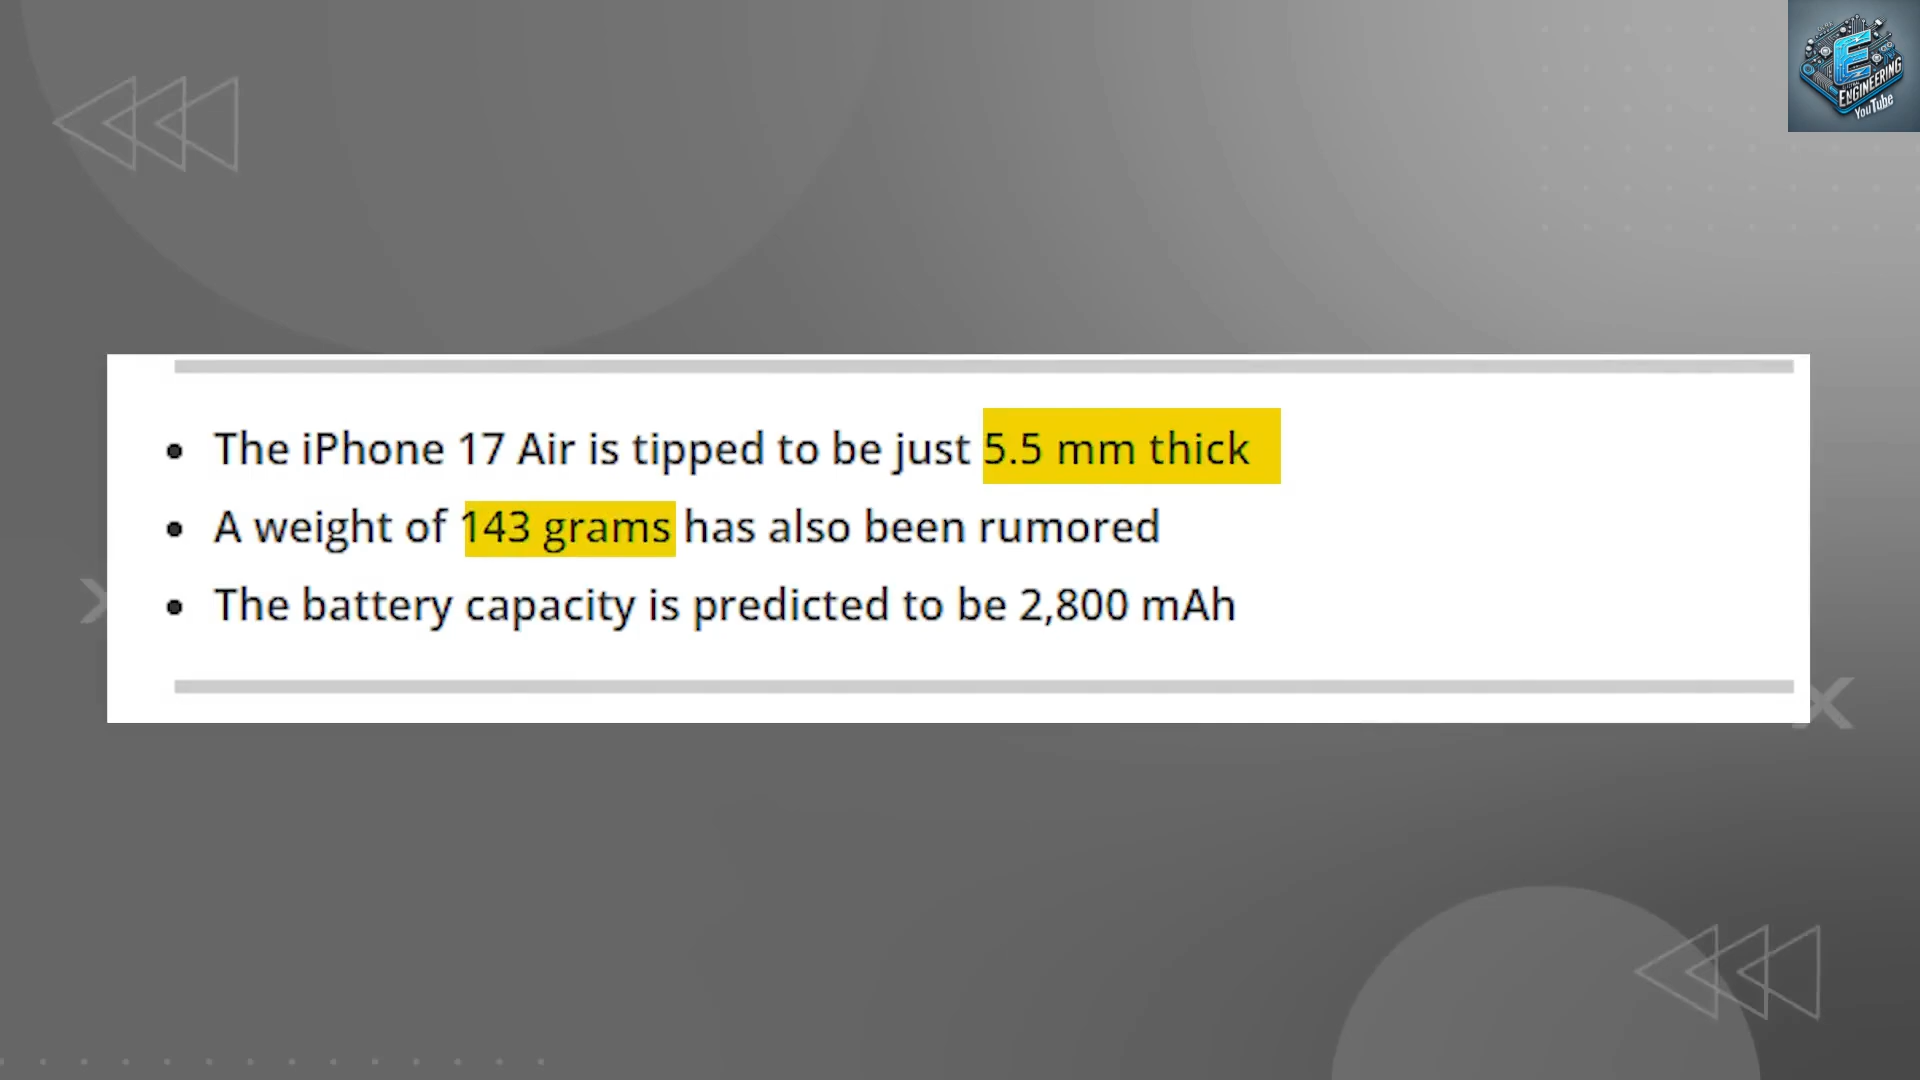 E
ENGINEERING
YouTube
The iPhone 17 Air is tipped to be just 5.5 mm thick
A weight of 143 grams has also been rumored
The battery capacity is predicted to be 2,800 mAh